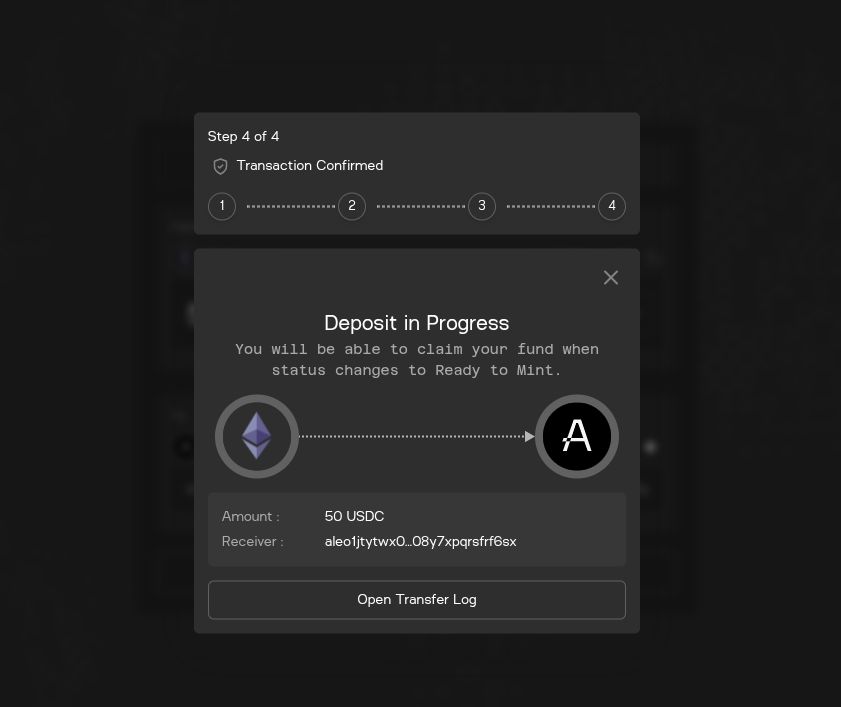 Step 4 of 4
Transaction Confirmed
1 2 3 4
Deposit in Progress
You will be able to claim your fund when
status changes to Ready to Mint.
Amount : 50 USDC
Receiver : aleo1jtytwx0...08y7xpqrsfrf6sx
Open Transfer Log